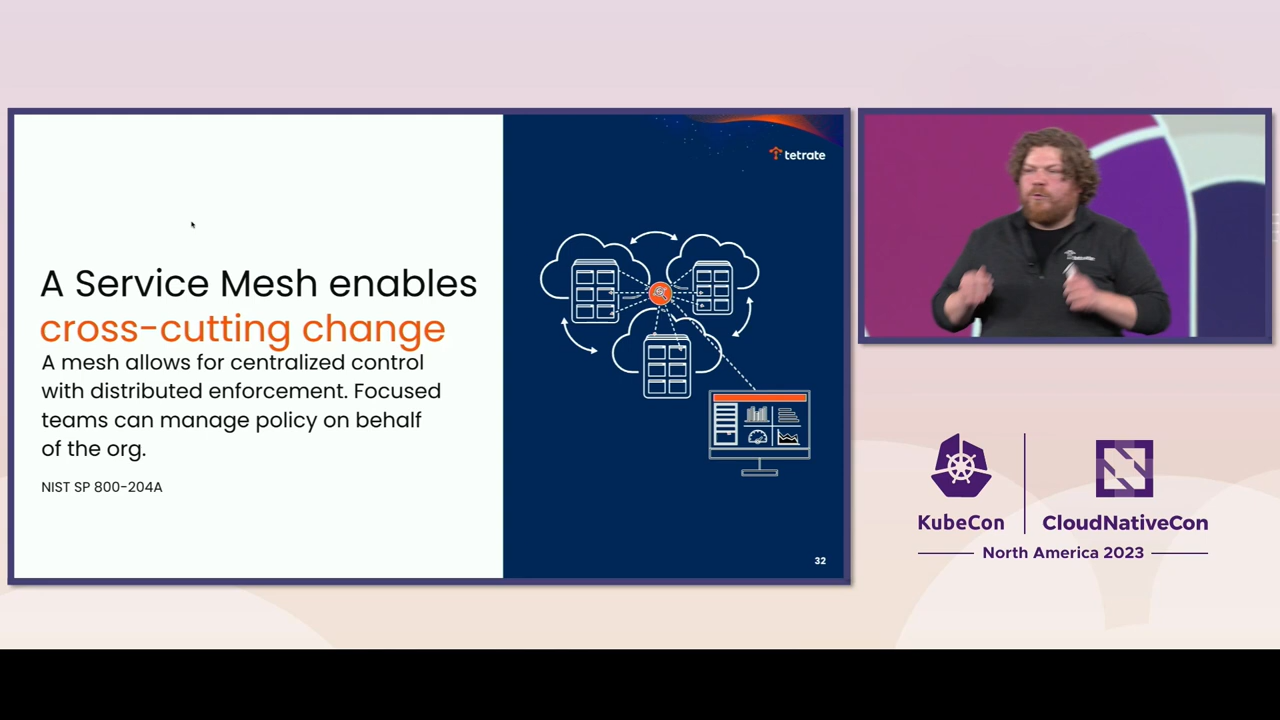 tetrate
A Service Mesh enables
cross-cutting change
A mesh allows for centralized control
with distributed enforcement. Focused
teams can manage policy on behalf
of the org.
NIST SP 800-204A
32
KubeCon
CloudNativeCon
North America 2023